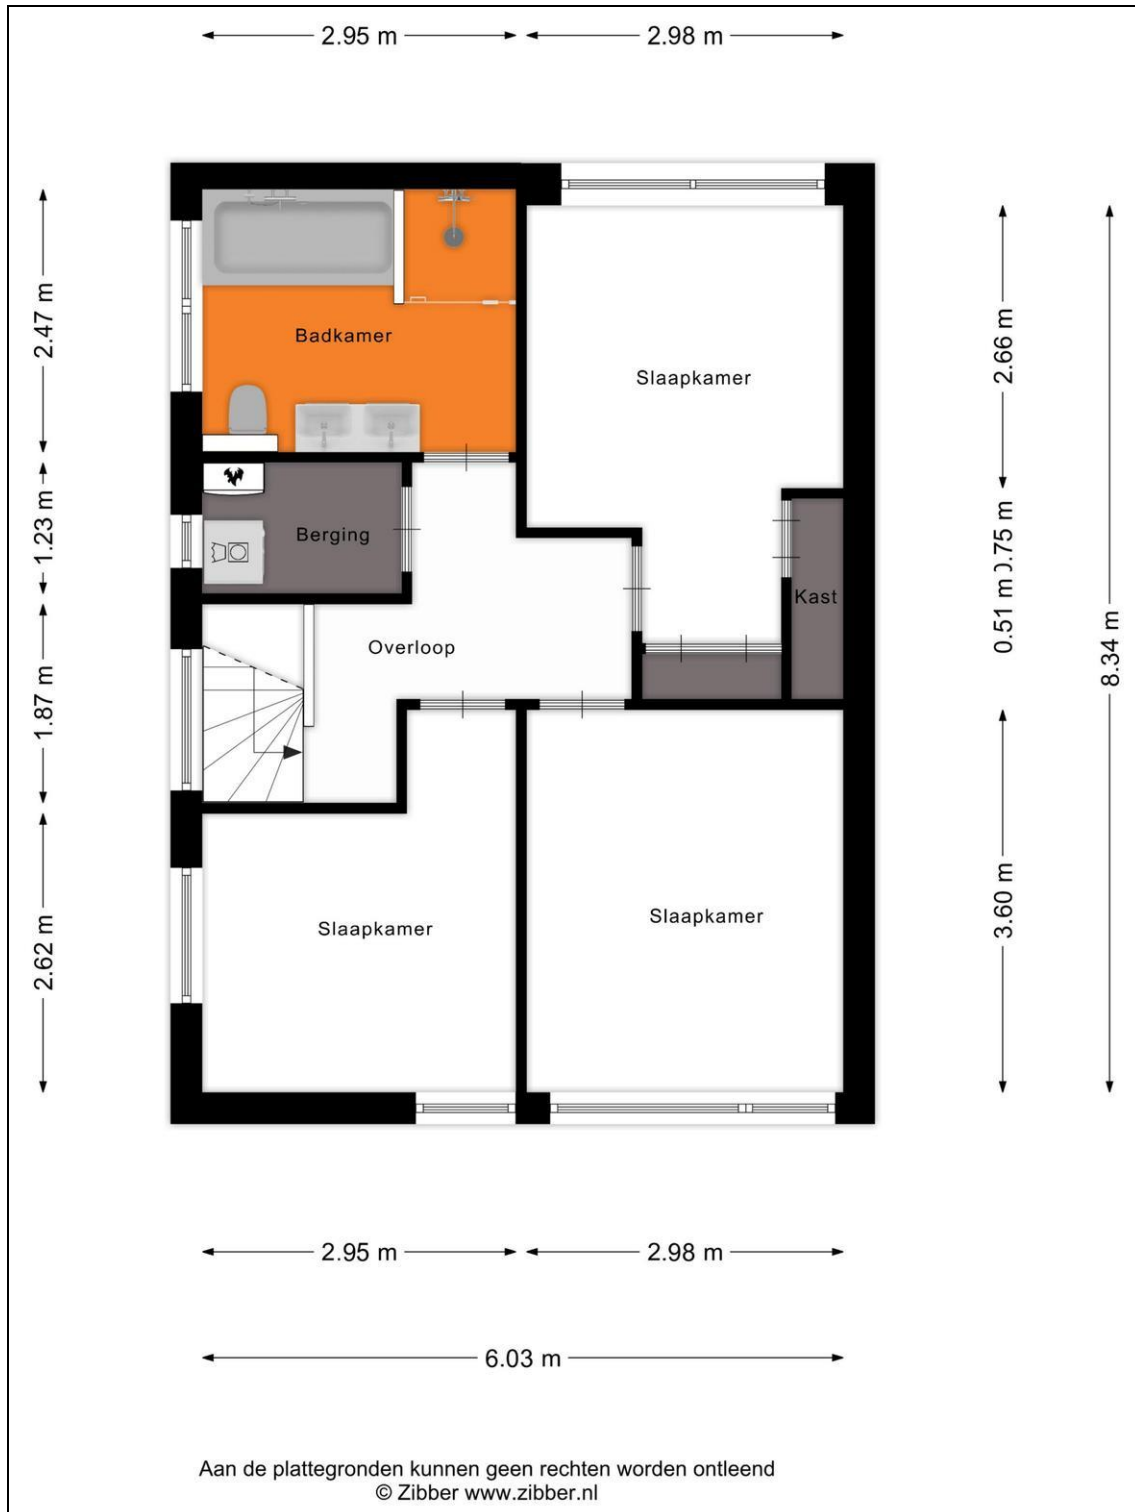 2.95 m
2.98 m
2.47 m
2.66 m
Badkamer
Slaapkamer
1.23 m
Berging
0.51 m
0.75 m
Kast
8.34 m
Overloop
1.87 m
3.60 m
Slaapkamer
Slaapkamer
2.62 m
2.95 m
2.98 m
6.03 m
Aan de plattegronden kunnen geen rechten worden ontleend
© Zibber www.zibber.nl